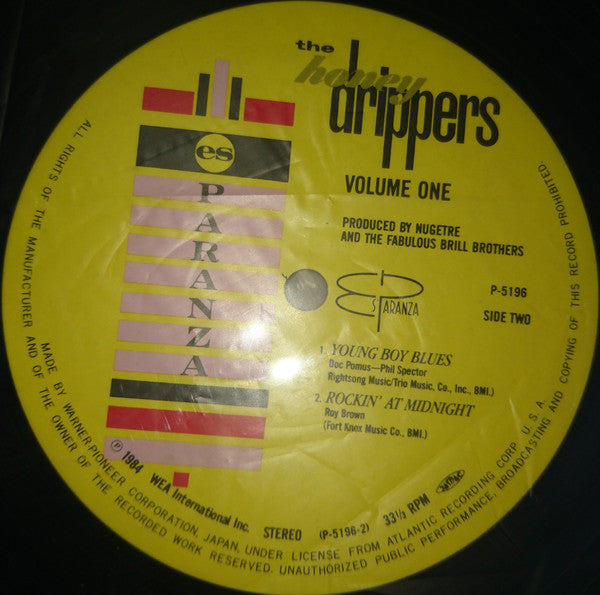 the
honey
drippers
VOLUME ONE
PRODUCED BY NUGETRE
AND THE FABULOUS BRILL BROTHERS
es
PARANZA
ES PARANZA
P-5196
SIDE TWO
1. YOUNG BOY BLUES
Doc Pomus—Phil Spector
Rightsong Music/Trio Music, Co., Inc., BMI.)
2. ROCKIN' AT MIDNIGHT
Roy Brown
(Fort Knox Music Co., BMI.)
℗ 1984 WEA International Inc. STEREO (P-5196-2) 33⅓ RPM
ALL RIGHTS OF THE MANUFACTURER AND OF THE OWNER OF THE RECORDED WORK RESERVED. UNAUTHORIZED PUBLIC PERFORMANCE, BROADCASTING AND COPYING OF THIS RECORD PROHIBITED.
MADE BY WARNER-PIONEER CORPORATION, JAPAN, UNDER LICENSE FROM ATLANTIC RECORDING CORP. U.S.A.